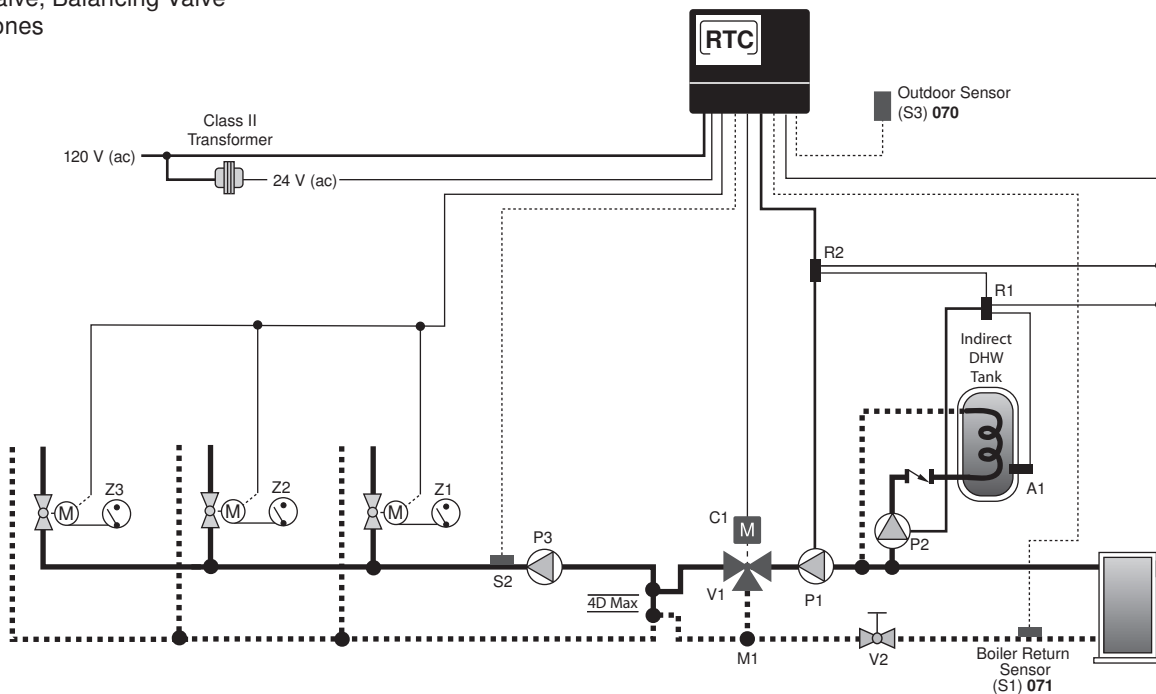 alve, Balancing Valve
ones
RTC
Outdoor Sensor
(S3) 070
Class II
Transformer
120 V (ac)
24 V (ac)
R2
R1
Indirect
DHW
Tank
A1
Z3
Z2
Z1
M
M
M
C1
M
P3
P2
S2
V1
P1
4D Max
M1
V2
Boiler Return
Sensor
(S1) 071